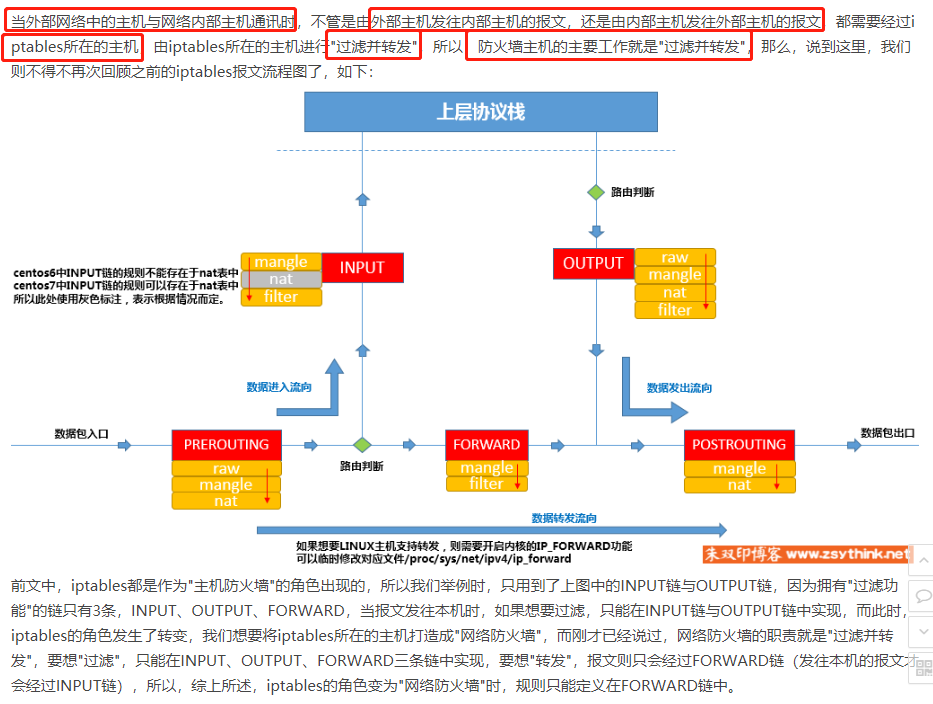 当外部网络中的主机与网络内部主机通讯时，不管是由外部主机发往内部主机的报文，还是由内部主机发往外部主机的报文，都需要经过i
ptables所在的主机，由iptables所在的主机进行"过滤并转发"，所以，防火墙主机的主要工作就是"过滤并转发"，那么，说到这里，我们
则不得不再次回顾之前的iptables报文流程图了，如下：
上层协议栈
路由判断
centos6中INPUT链的规则不能存在于nat表中
centos7中INPUT链的规则可以存在于nat表中
所以此处使用灰色标注，表示根据情况而定。
mangle
nat
filter
INPUT
OUTPUT
raw
mangle
nat
filter
数据进入流向
数据发出流向
数据包入口
PREROUTING
raw
mangle
nat
路由判断
FORWARD
mangle
filter
POSTROUTING
mangle
nat
数据包出口
数据转发流向
如果想要LINUX主机支持转发，则需要开启内核的IP_FORWARD功能
可以临时修改对应文件/proc/sys/net/ipv4/ip_forward
朱双印博客 www.zsythink.net
前文中，iptables都是作为"主机防火墙"的角色出现的，所以我们举例时，只用到了上图中的INPUT链与OUTPUT链，因为拥有"过滤功
能"的链只有3条，INPUT、OUTPUT、FORWARD，当报文发往本机时，如果想要过滤，只能在INPUT链与OUTPUT链中实现，而此时，
iptables的角色发生了转变，我们想要将iptables所在的主机打造成"网络防火墙"，而刚才已经说过，网络防火墙的职责就是"过滤并转
发"，要想"过滤"，只能在INPUT、OUTPUT、FORWARD三条链中实现，要想"转发"，报文则只会经过FORWARD链（发往本机的报文才
会经过INPUT链），所以，综上所述，iptables的角色变为"网络防火墙"时，规则只能定义在FORWARD链中。